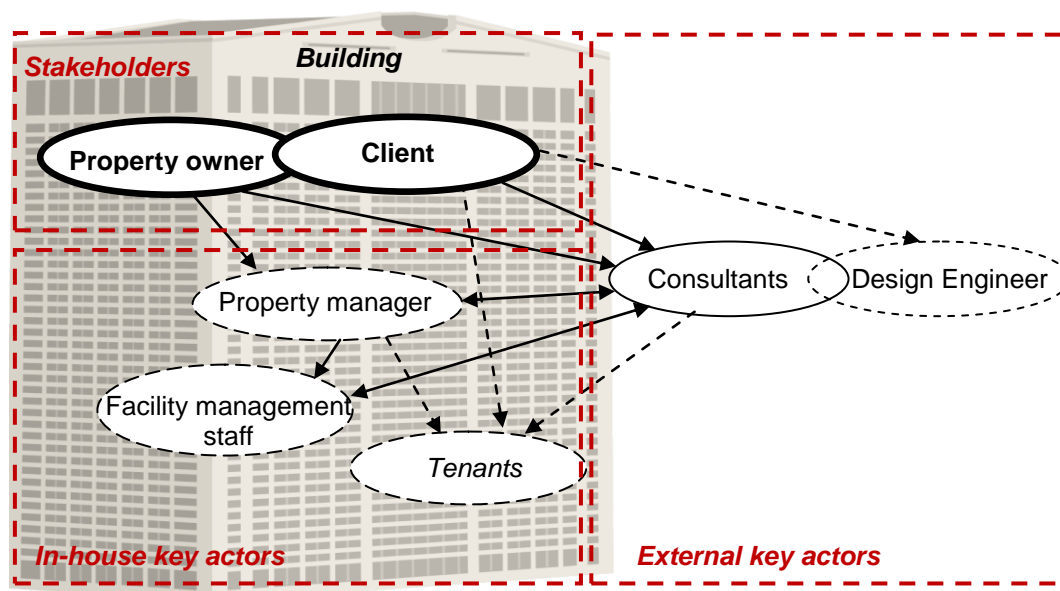 Building
Stakeholders
Property owner
Client
Consultants
Design Engineer
Property manager
Facility management
staff
Tenants
In-house key actors
External key actors